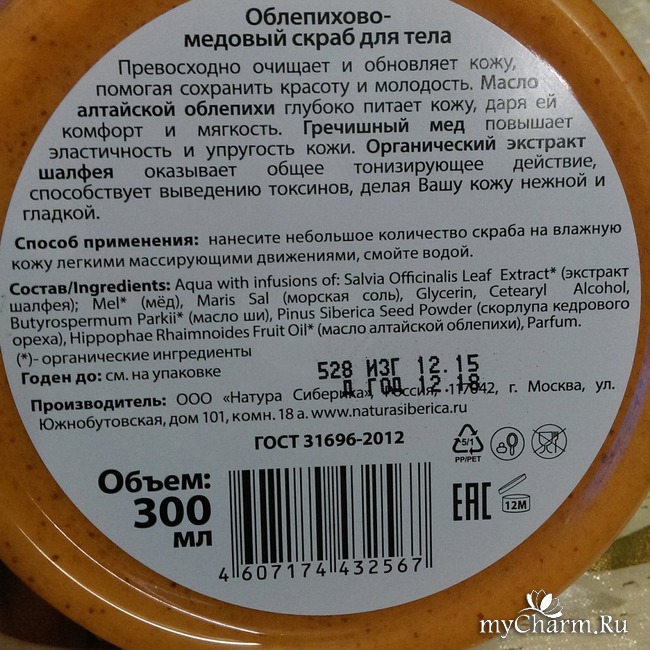 Облепихово-
медовый скраб для тела
Превосходно очищает и обновляет кожу,
помогая сохранить красоту и молодость. Масло
алтайской облепихи глубоко питает кожу, даря ей
комфорт и мягкость. Гречишный мед повышает
эластичность и упругость кожи. Органический экстракт
шалфея оказывает общее тонизирующее действие,
способствует выведению токсинов, делая Вашу кожу нежной и
гладкой.
Способ применения: нанесите небольшое количество скраба на влажную
кожу легкими массирующими движениями, смойте водой.
Состав/Ingredients: Aqua with infusions of: Salvia Officinalis Leaf Extract* (экстракт
шалфея); Mel* (мёд), Maris Sal (морская соль), Glycerin, Cetearyl Alcohol,
Butyrospermum Parkii* (масло ши), Pinus Siberica Seed Powder (скорлупа кедрового
ореха), Hippophae Rhaimnoides Fruit Oil* (масло алтайской облепихи), Parfum.
(*)- органические ингредиенты
Годен до: см. на упаковке
528 ИЗГ 12.15
Д ГОД 12.18
Производитель: ООО «Натура Сиберика», Россия, 117042, г. Москва, ул.
Южнобутовская, дом 101, комн. 18 а. www.naturasiberica.ru
ГОСТ 31696-2012
5/1
PP/PET
Объем:
300
мл
EAC
12M
4 607174 432567
myCharm.Ru